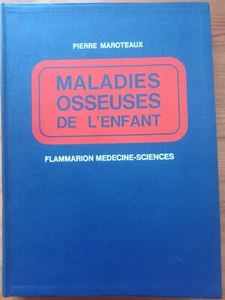 PIERRE MAROTEAUX
MALADIES
OSSEUSES
DE L'ENFANT
FLAMMARION MEDECINE-SCIENCES